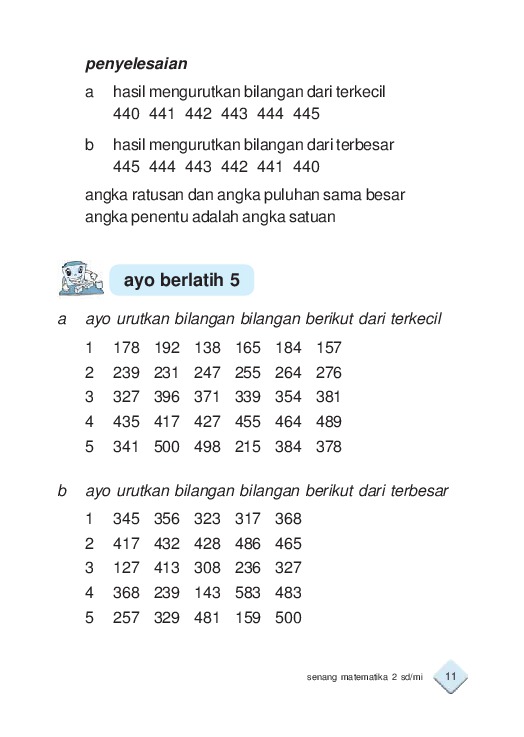 penyelesaian
a hasil mengurutkan bilangan dari terkecil
440 441 442 443 444 445
b hasil mengurutkan bilangan dari terbesar
445 444 443 442 441 440
angka ratusan dan angka puluhan sama besar
angka penentu adalah angka satuan
ayo berlatih 5
a ayo urutkan bilangan bilangan berikut dari terkecil
1 178 192 138 165 184 157
2 239 231 247 255 264 276
3 327 396 371 339 354 381
4 435 417 427 455 464 489
5 341 500 498 215 384 378
b ayo urutkan bilangan bilangan berikut dari terbesar
1 345 356 323 317 368
2 417 432 428 486 465
3 127 413 308 236 327
4 368 239 143 583 483
5 257 329 481 159 500
senang matematika 2 sd/mi 11